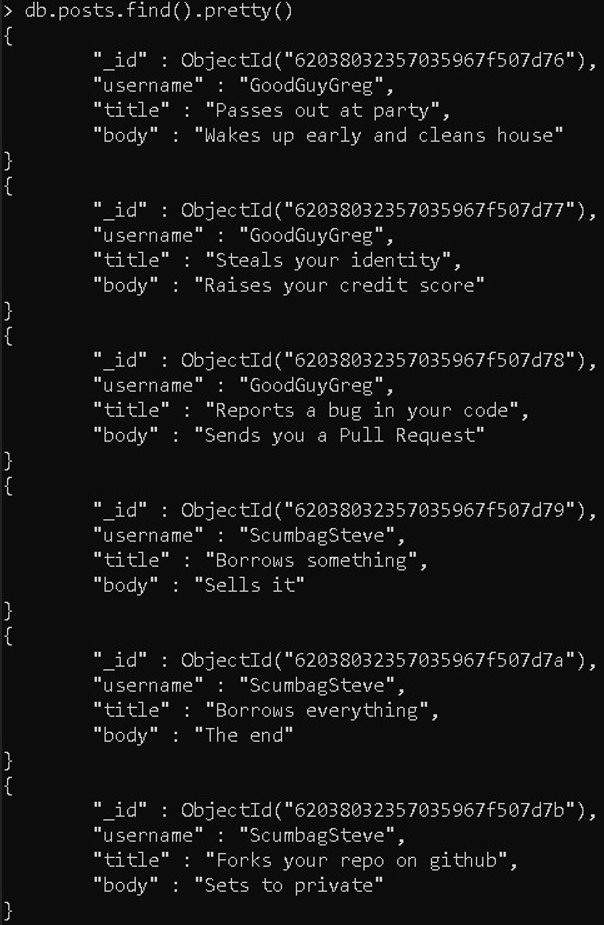 > db.posts.find().pretty()
{
"_id" : ObjectId("62038032357035967f507d76"),
"username" : "GoodGuyGreg",
"title" : "Passes out at party",
"body" : "Wakes up early and cleans house"
}
{
"_id" : ObjectId("62038032357035967f507d77"),
"username" : "GoodGuyGreg",
"title" : "Steals your identity",
"body" : "Raises your credit score"
}
{
"_id" : ObjectId("62038032357035967f507d78"),
"username" : "GoodGuyGreg",
"title" : "Reports a bug in your code",
"body" : "Sends you a Pull Request"
}
{
"_id" : ObjectId("62038032357035967f507d79"),
"username" : "ScumbagSteve",
"title" : "Borrows something",
"body" : "Sells it"
}
{
"_id" : ObjectId("62038032357035967f507d7a"),
"username" : "ScumbagSteve",
"title" : "Borrows everything",
"body" : "The end"
}
{
"_id" : ObjectId("62038032357035967f507d7b"),
"username" : "ScumbagSteve",
"title" : "Forks your repo on github",
"body" : "Sets to private"
}